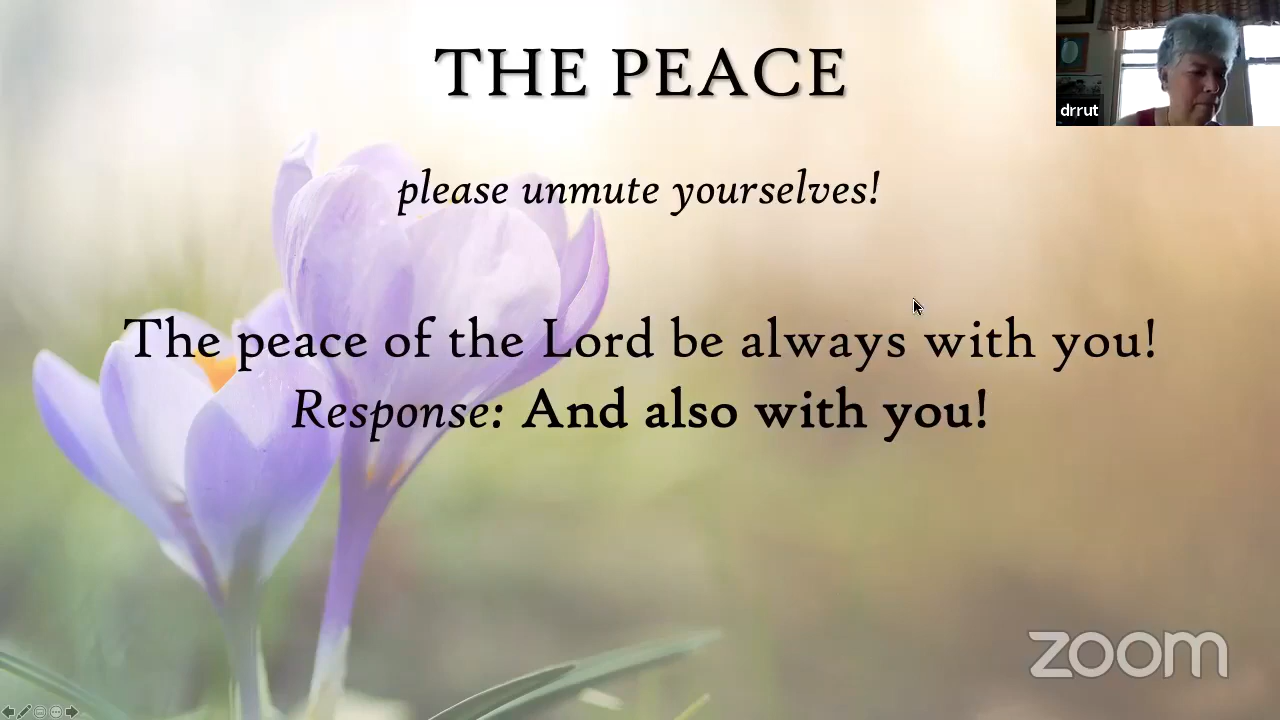 THE PEACE
drrut
please unmute yourselves!
The peace of the Lord be always with you!
Response: And also with you!
zoom